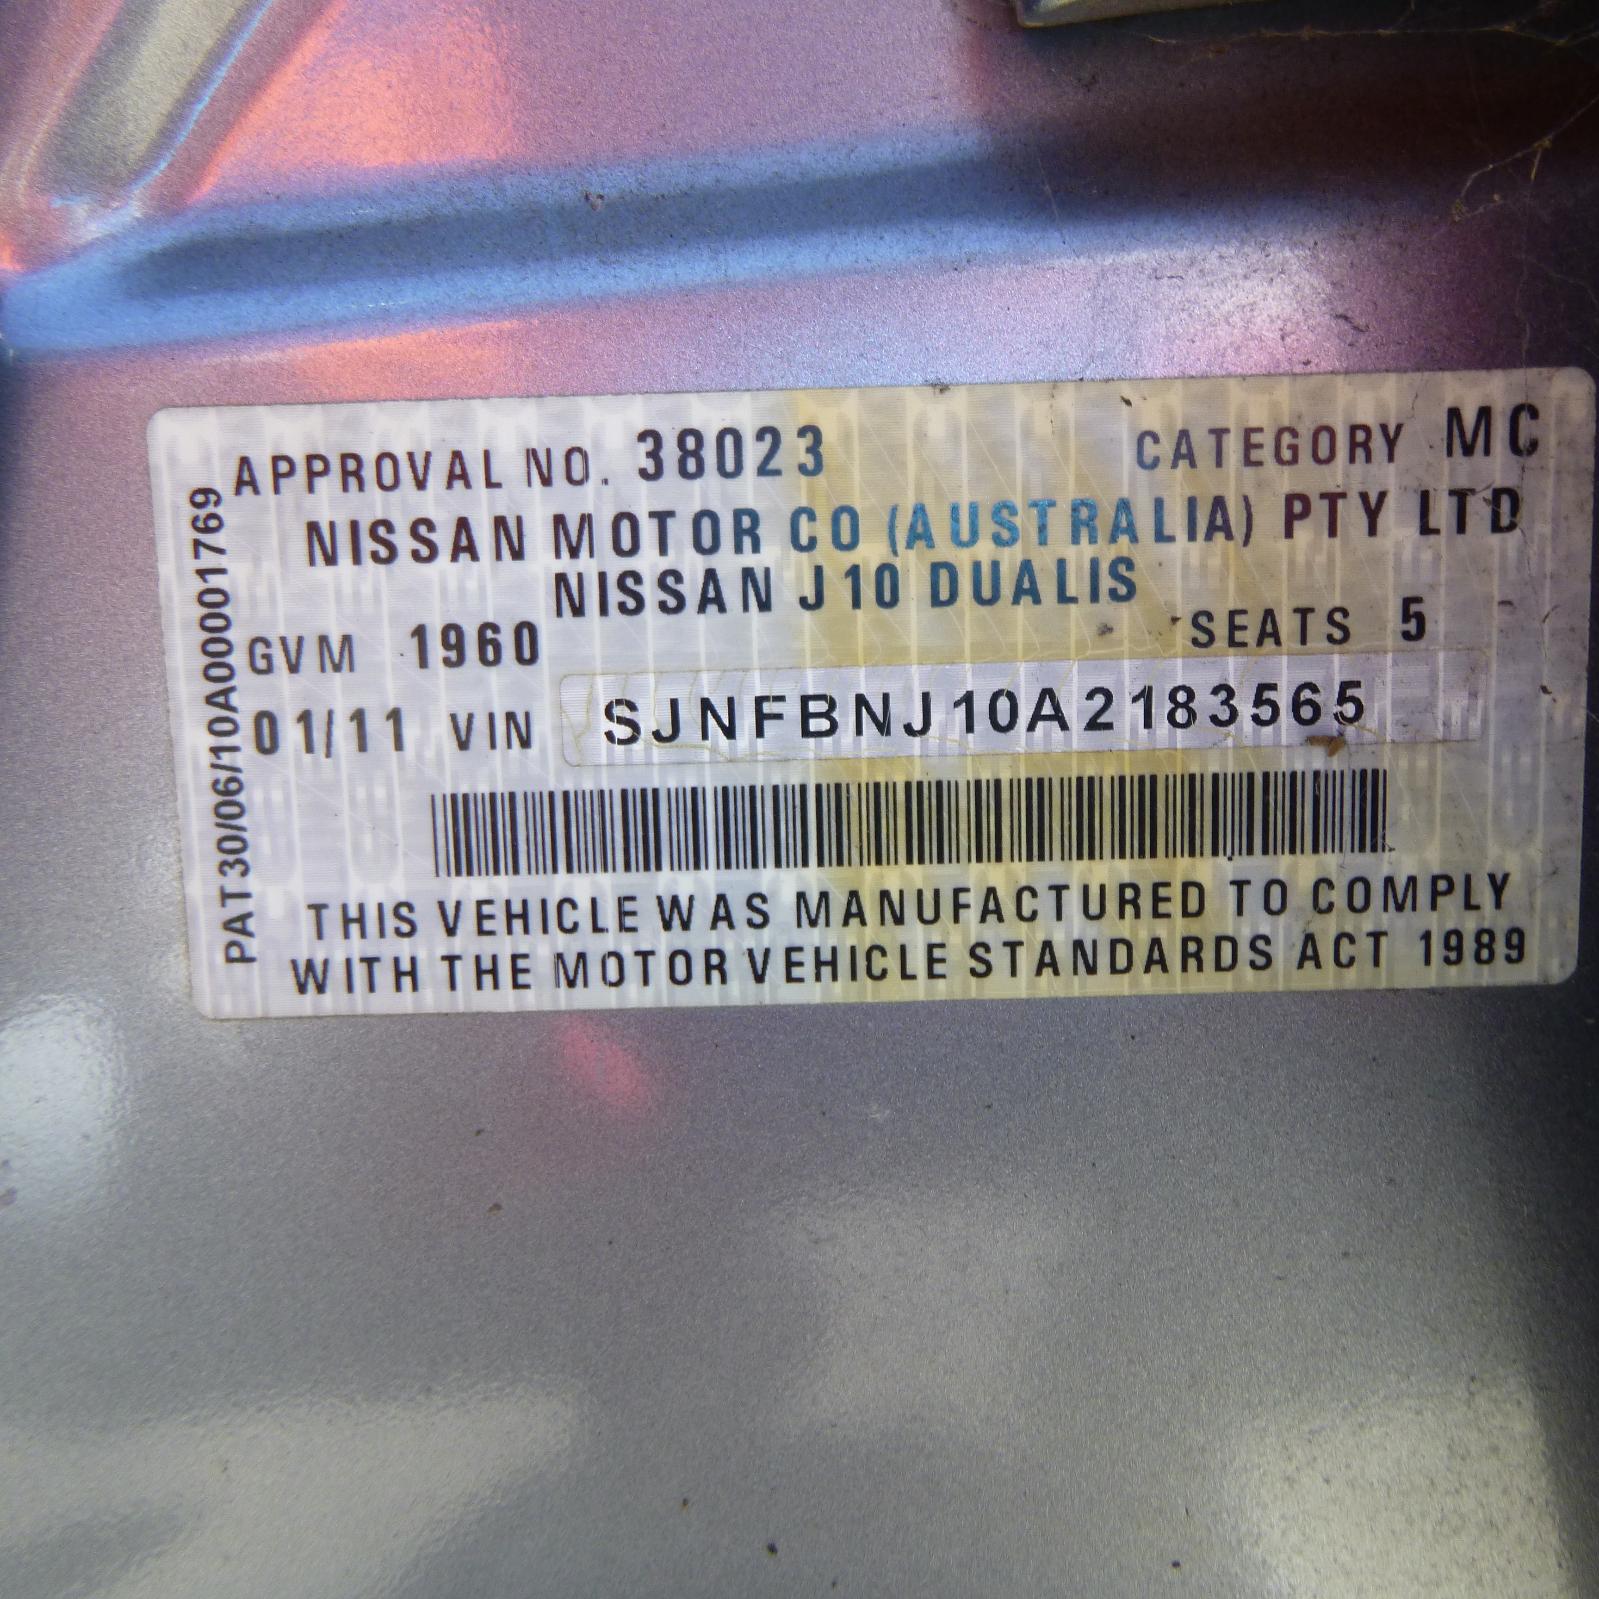 APPROVAL NO. 38023 CATEGORY MC
NISSAN MOTOR CO (AUSTRALIA) PTY LTD
NISSAN J10 DUALIS
GVM 1960 SEATS 5
01/11 VIN SJNFBNJ10A2183565
THIS VEHICLE WAS MANUFACTURED TO COMPLY
WITH THE MOTOR VEHICLE STANDARDS ACT 1989
PAT30/06/10A00001769